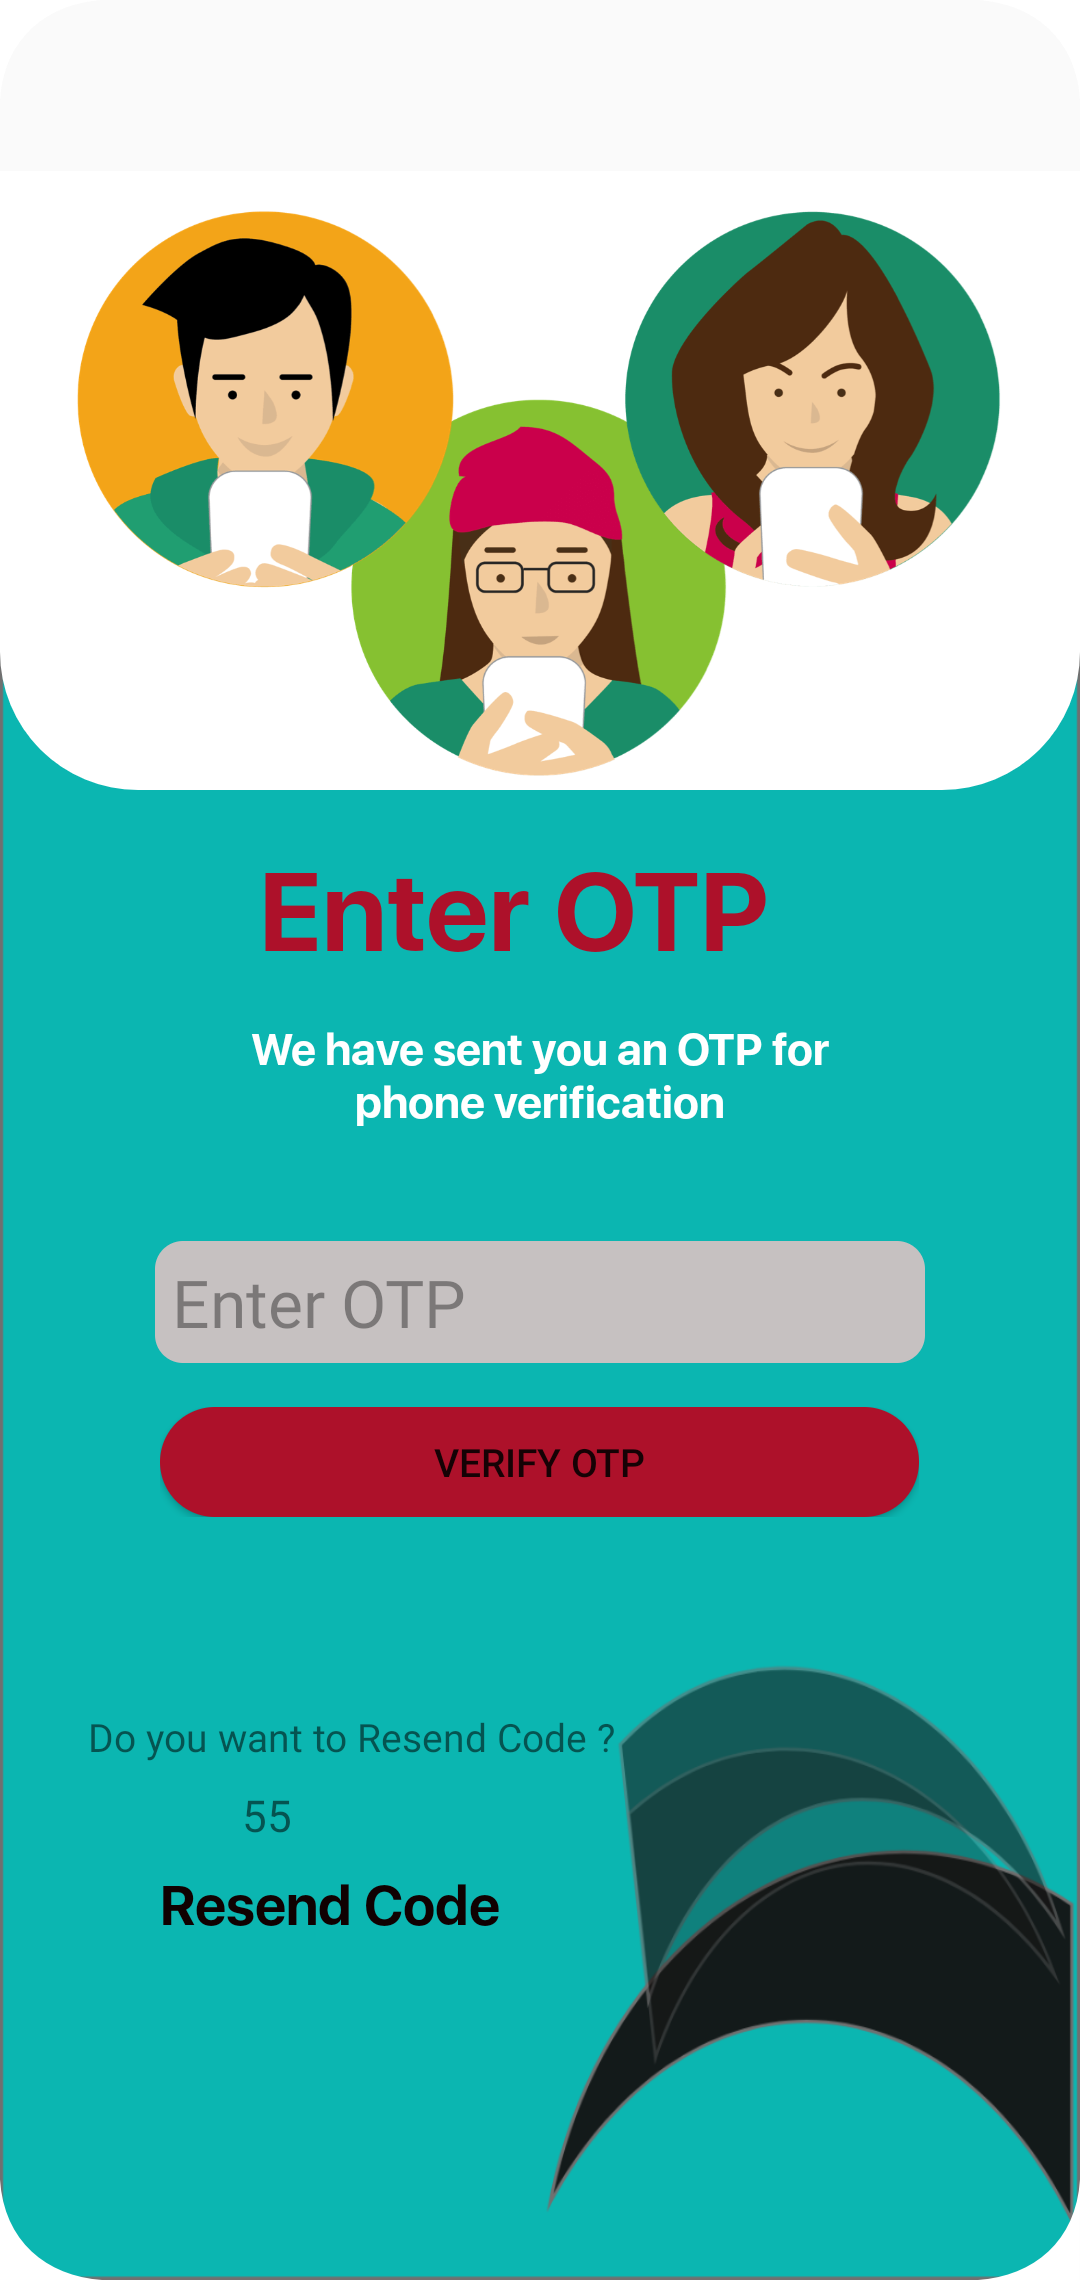 Enter OTP
We have sent you an OTP for
phone verification
Enter OTP
VERIFY OTP
Do you want to Resend Code ?
55
Resend Code